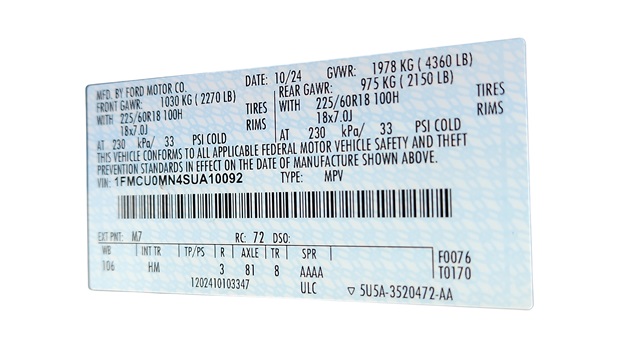 MFD. BY FORD MOTOR CO.
DATE: 10/24 GVWR: 1978 KG ( 4360 LB)
FRONT GAWR: 1030 KG ( 2270 LB) REAR GAWR: 975 KG ( 2150 LB)
WITH 225/60R18 100H TIRES WITH 225/60R18 100H TIRES
18x7.0J RIMS 18x7.0J RIMS
AT 230 kPa/ 33 PSI COLD AT 230 kPa/ 33 PSI COLD
THIS VEHICLE CONFORMS TO ALL APPLICABLE FEDERAL MOTOR VEHICLE SAFETY AND THEFT
PREVENTION STANDARDS IN EFFECT ON THE DATE OF MANUFACTURE SHOWN ABOVE.
VIN: 1FMCU0MN4SUA10092 TYPE: MPV
EXT PNT: M7 RC: 72 DSO:
WB INT TR TP/PS R AXLE TR SPR F0076
106 HM 3 81 8 AAAA T0170
1202410103347 ULC ▽ 5U5A-3520472-AA